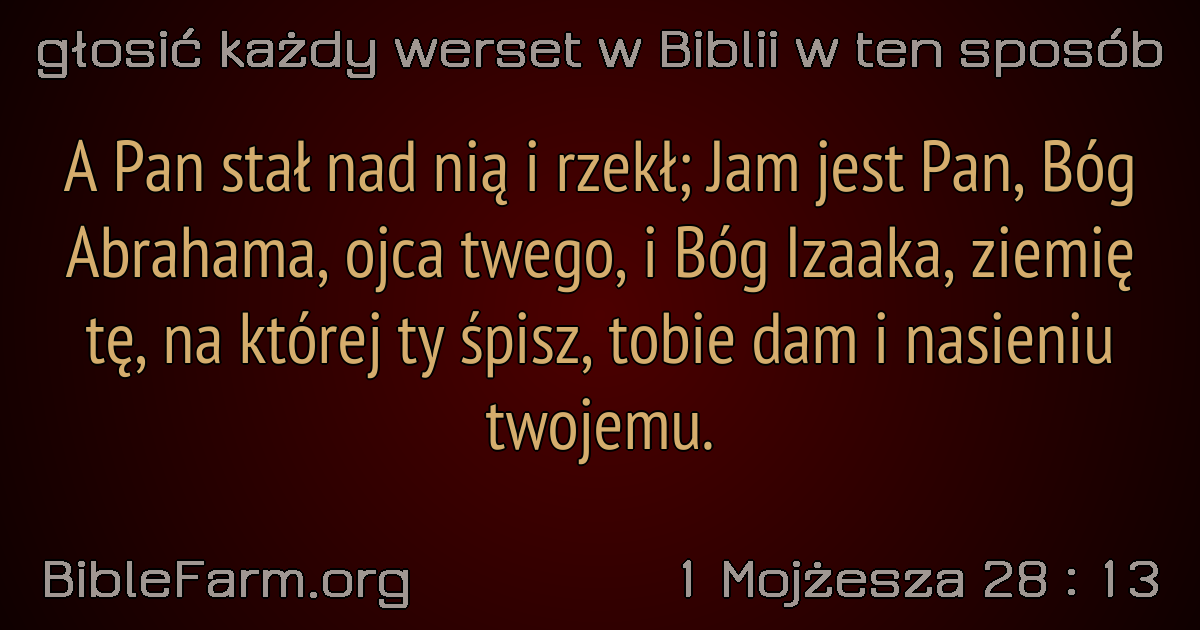 głosić każdy werset w Biblii w ten sposób
A Pan stał nad nią i rzekł; Jam jest Pan, Bóg
Abrahama, ojca twego, i Bóg Izaaka, ziemię
tę, na której ty śpisz, tobie dam i nasieniu
twojemu.
BibleFarm.org
1 Mojżesza 28 : 13